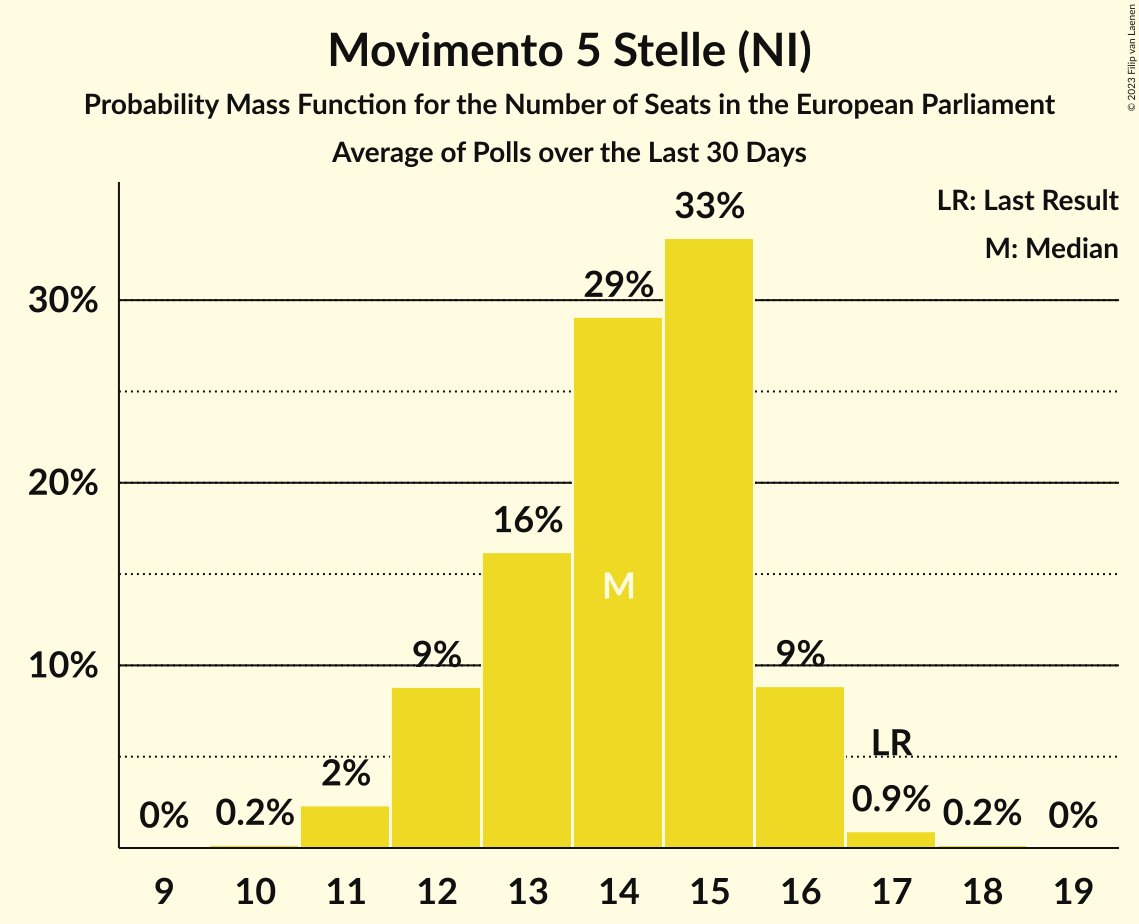 Movimento 5 Stelle (NI)
Probability Mass Function for the Number of Seats in the European Parliament
Average of Polls over the Last 30 Days
© 2023 Filip van Laenen
LR: Last Result
M: Median
33%
29%
30%
20%
16%
M
10%
9%
9%
LR
2%
0.9%
0%
0.2%
0.2%
0%
9 10 11 12 13 14 15 16 17 18 19